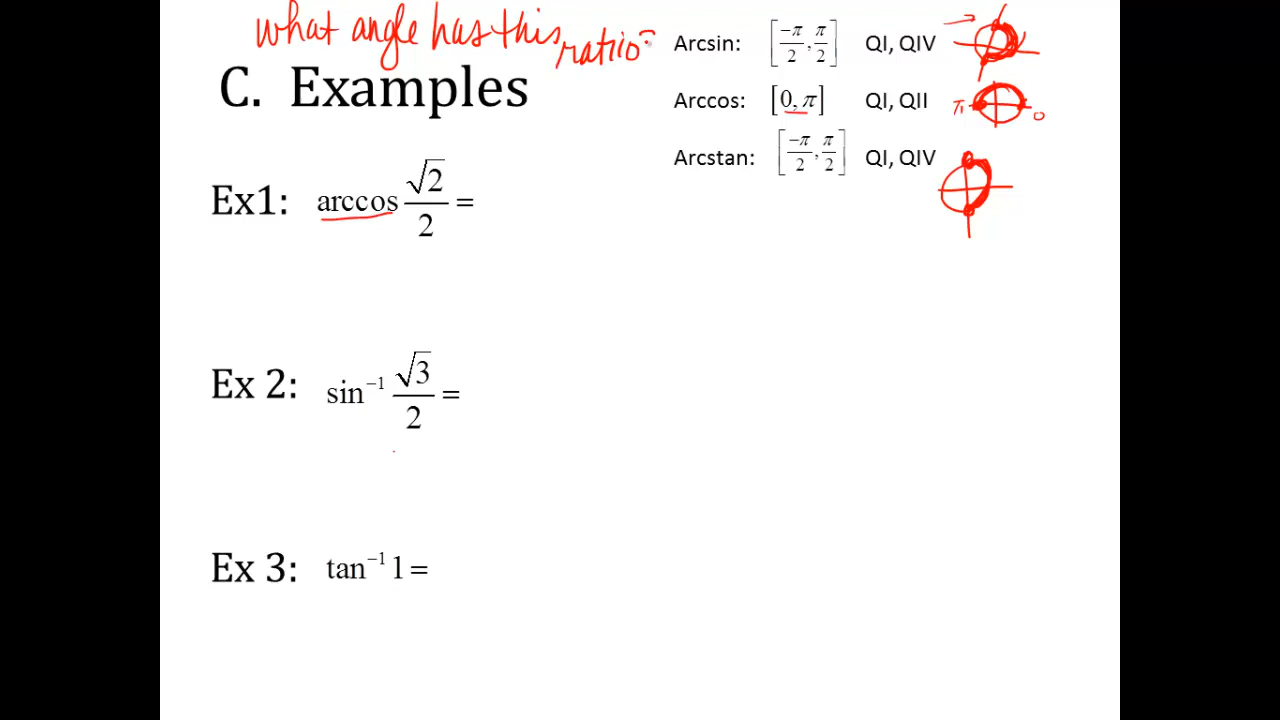 what angle has this ratio?
C. Examples
Arcsin: [-π/2, π/2] QI, QIV
Arccos: [0, π] QI, QII
π 0
Arcstan: [-π/2, π/2] QI, QIV
Ex1: arccos √2/2 =
Ex 2: sin⁻¹ √3/2 =
Ex 3: tan⁻¹ 1 =